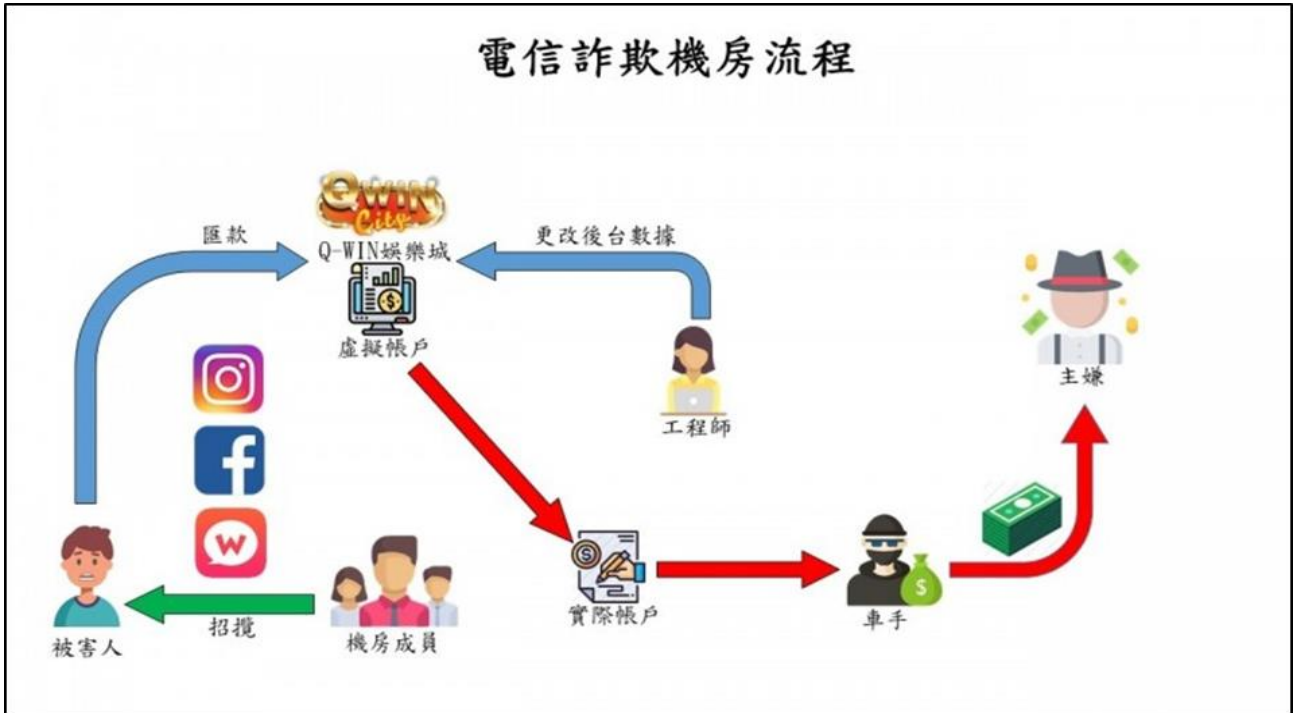 電信詐欺機房流程
QWIN
City
匯款
Q-WIN娛樂城
更改後台數據
虛擬帳戶
主嫌
工程師
W
招攬
機房成員
被害人
實際帳戶
車手